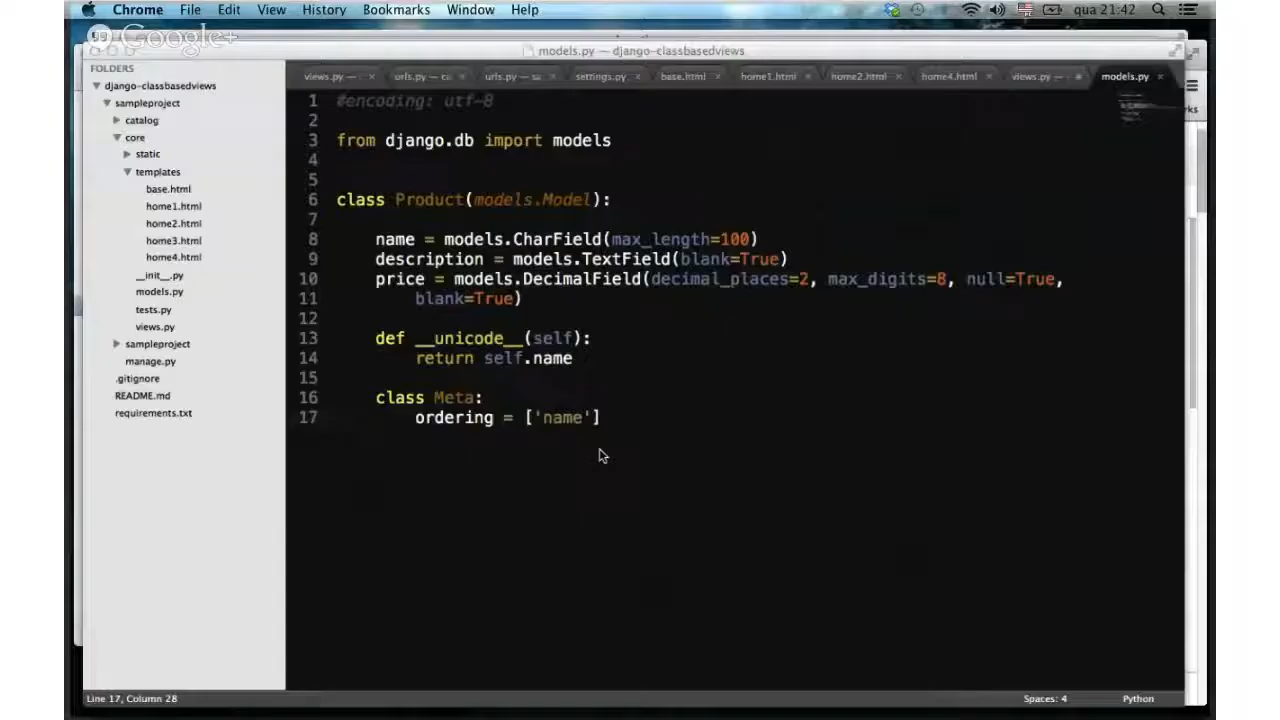 Chrome File Edit View History Bookmarks Window Help qua 21:42
Google+
models.py — django-classbasedviews
FOLDERS
django-classbasedviews
sampleproject
catalog
core
static
templates
base.html
home1.html
home2.html
home3.html
home4.html
__init__.py
models.py
tests.py
views.py
sampleproject
manage.py
.gitignore
README.md
requirements.txt
views.py — urls.py — ca urls.py — sa settings.py base.html home1.html home2.html home4.html views.py — models.py
1 #encoding: utf-8
2
3 from django.db import models
4
5
6 class Product(models.Model):
7
8 name = models.CharField(max_length=100)
9 description = models.TextField(blank=True)
10 price = models.DecimalField(decimal_places=2, max_digits=8, null=True,
11 blank=True)
12
13 def __unicode__(self):
14 return self.name
15
16 class Meta:
17 ordering = ['name']
Line 17, Column 28 Spaces: 4 Python